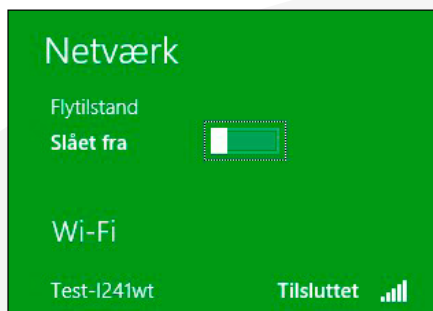 Netværk
Flytilstand
Slået fra
Wi-Fi
Test-I241wt Tilsluttet